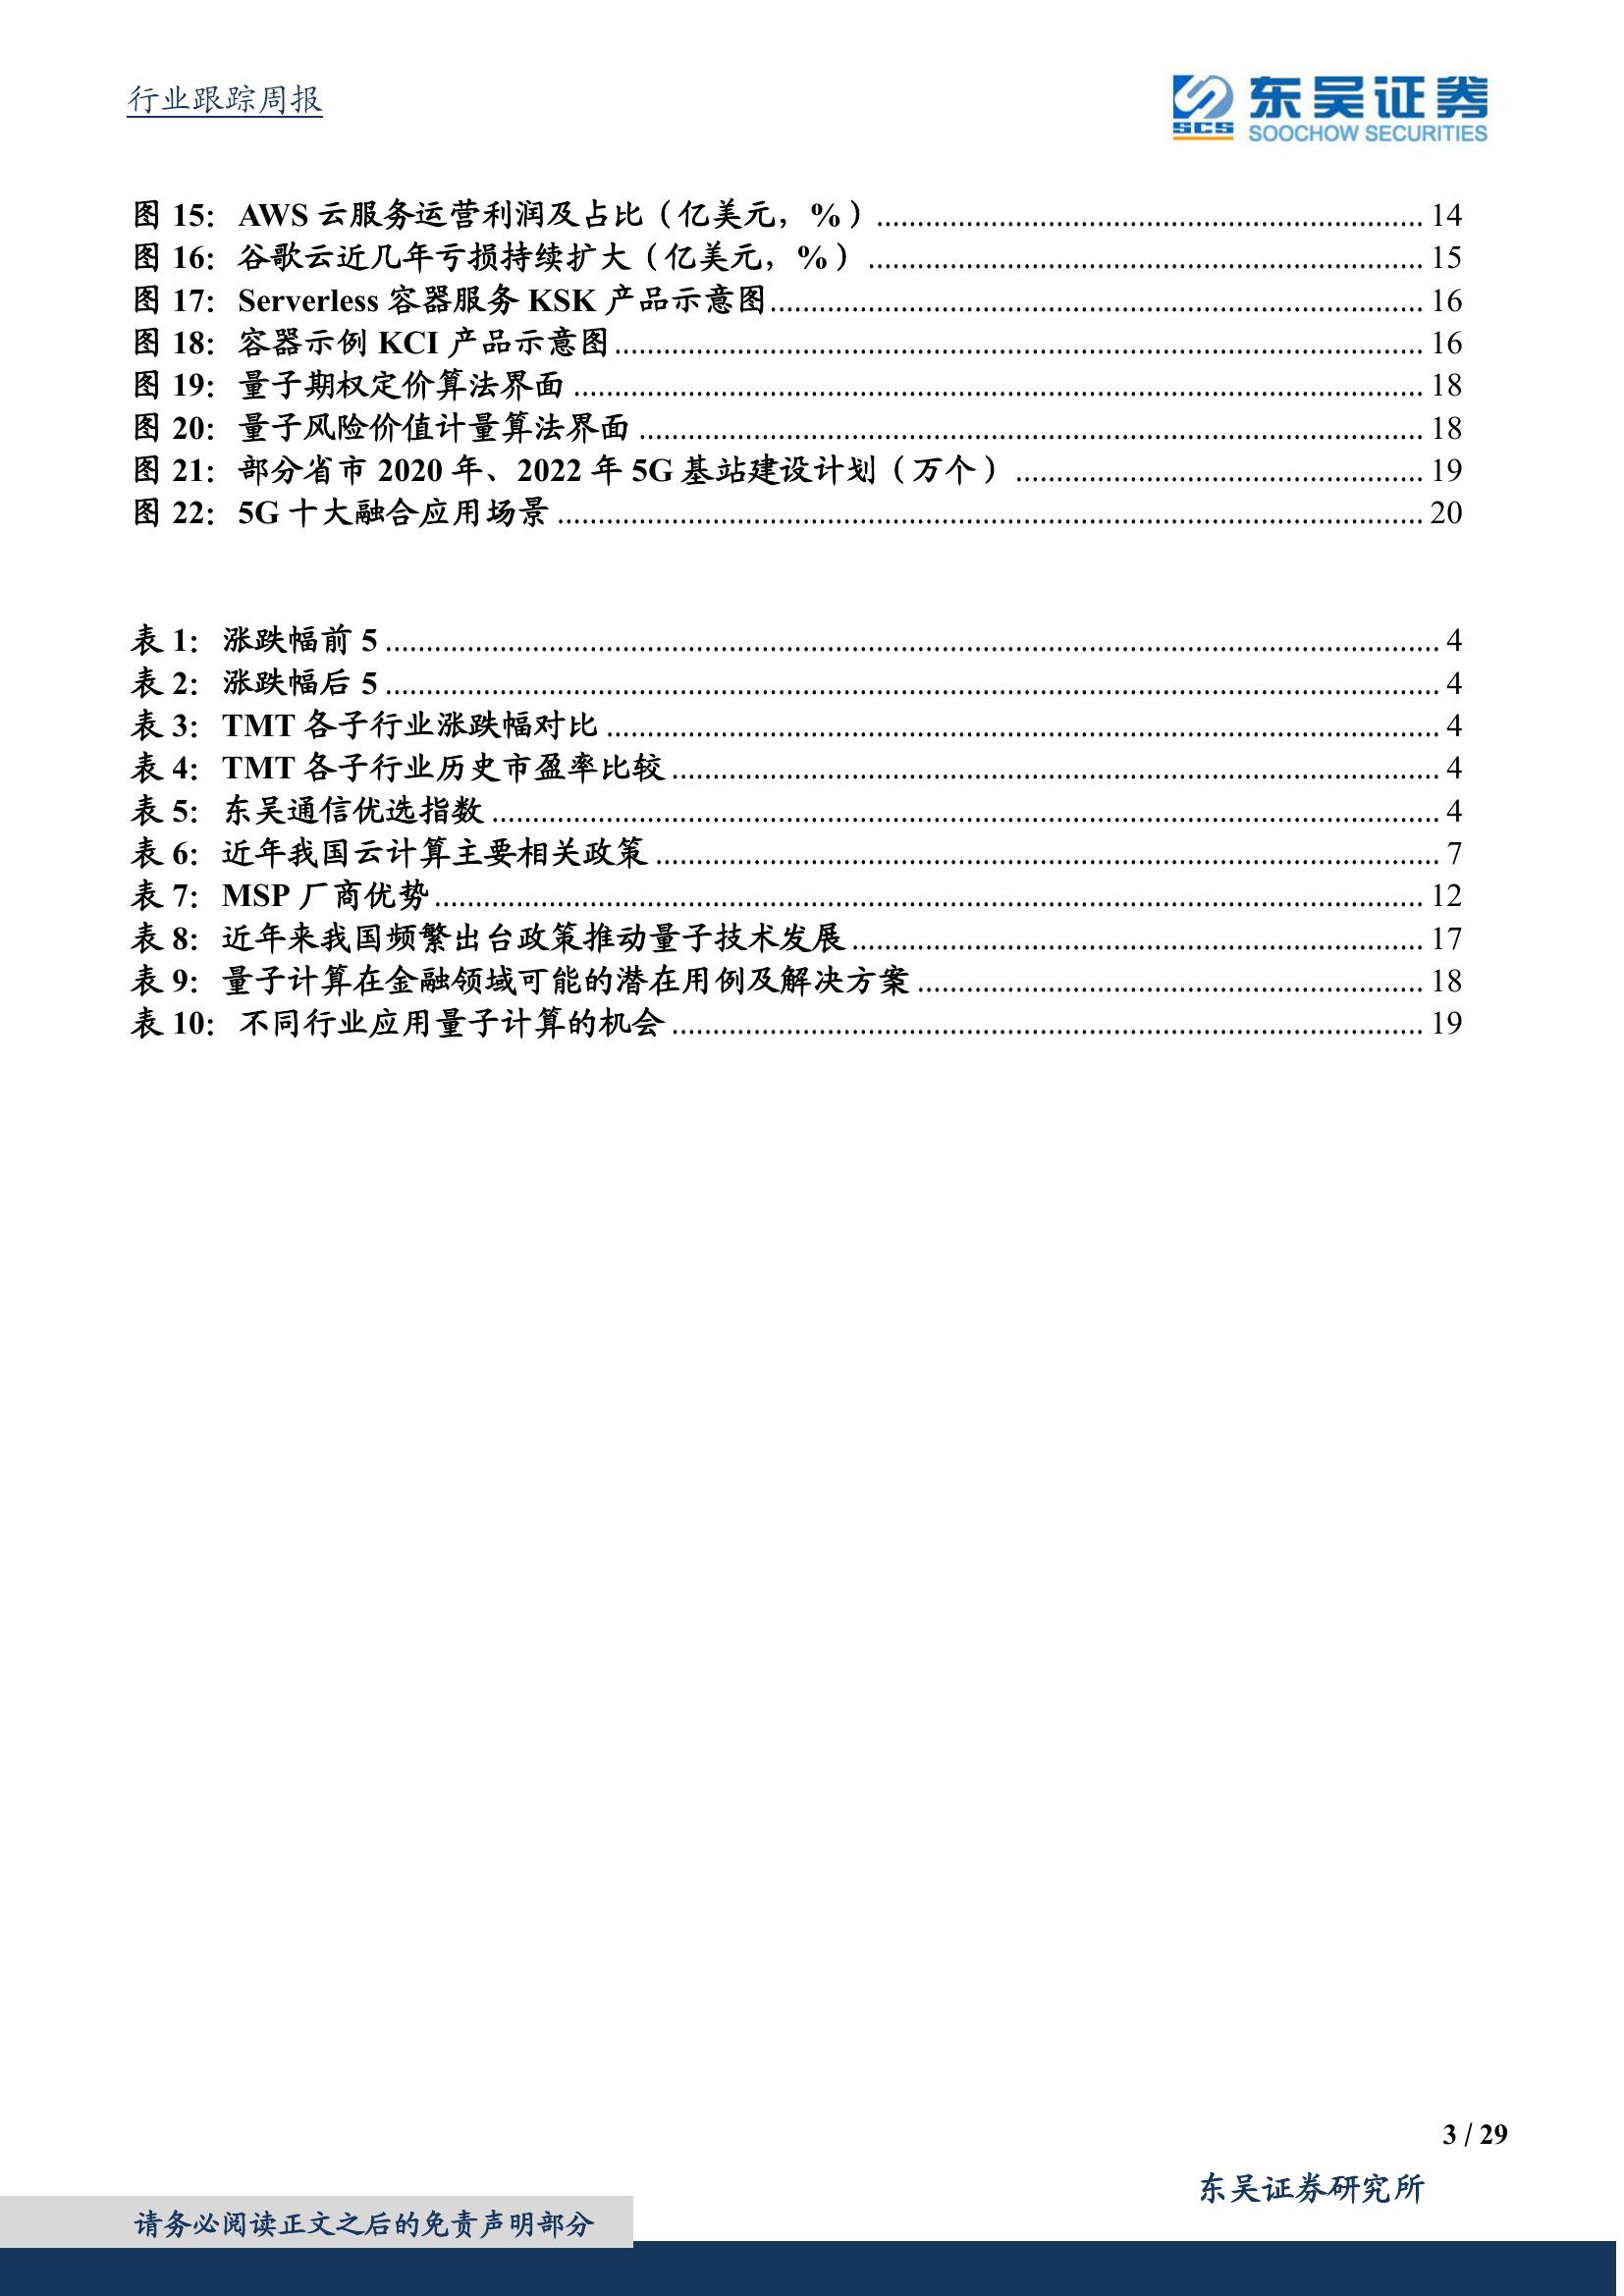 行业跟踪周报
SCS
东吴证券
SOOCHOW SECURITIES
图 15: AWS 云服务运营利润及占比（亿美元，%）........ 14
图 16: 谷歌云近几年亏损持续扩大（亿美元，%）........ 15
图 17: Serverless 容器服务 KSK 产品示意图........ 16
图 18: 容器示例 KCI 产品示意图........ 16
图 19: 量子期权定价算法界面........ 18
图 20: 量子风险价值计量算法界面........ 18
图 21: 部分省市 2020 年、2022 年 5G 基站建设计划（万个）........ 19
图 22: 5G 十大融合应用场景........ 20
表 1: 涨跌幅前 5........ 4
表 2: 涨跌幅后 5........ 4
表 3: TMT 各子行业涨跌幅对比........ 4
表 4: TMT 各子行业历史市盈率比较........ 4
表 5: 东吴通信优选指数........ 4
表 6: 近年我国云计算主要相关政策........ 7
表 7: MSP 厂商优势........ 12
表 8: 近年来我国频繁出台政策推动量子技术发展........ 17
表 9: 量子计算在金融领域可能的潜在用例及解决方案........ 18
表 10: 不同行业应用量子计算的机会........ 19
3 / 29
东吴证券研究所
请务必阅读正文之后的免责声明部分